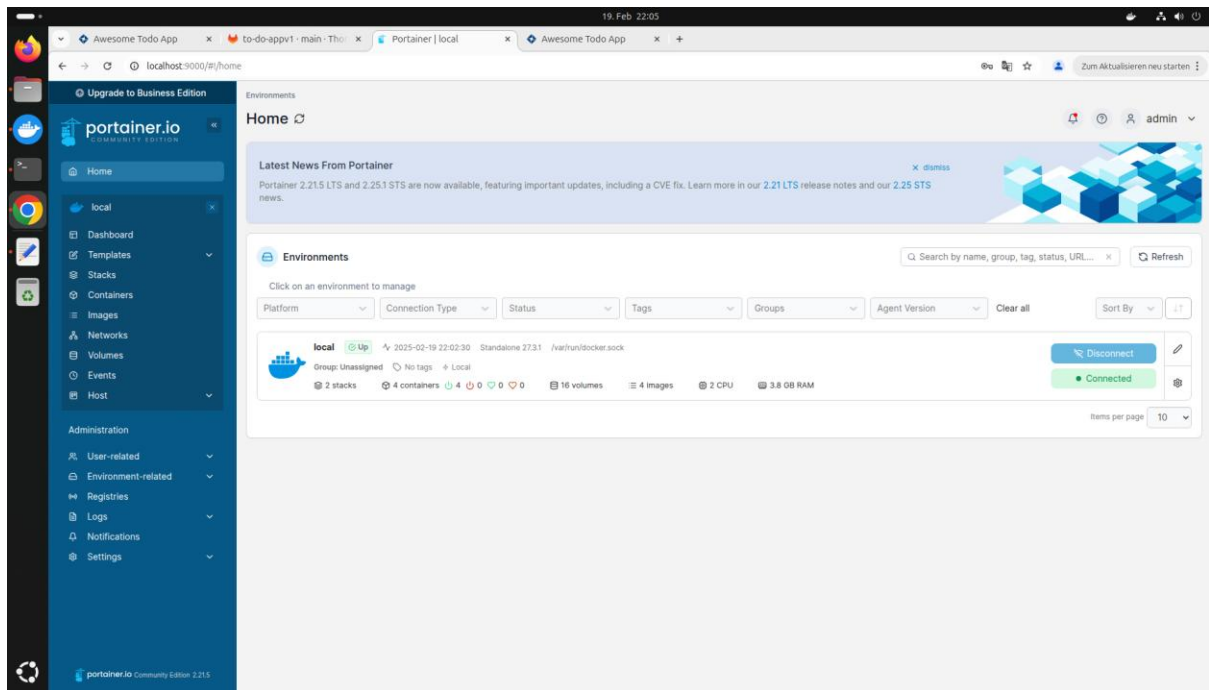 19. Feb 22:05
Awesome Todo App
to-do-appv1 · main · Tho
Portainer | local
Awesome Todo App
localhost:9000/#!/home
Zum Aktualisieren neu starten
Upgrade to Business Edition
portainer.io
COMMUNITY EDITION
Home
local
Dashboard
Templates
Stacks
Containers
Images
Networks
Volumes
Events
Host
Administration
User-related
Environment-related
Registries
Logs
Notifications
Settings
portainer.io Community Edition 2.21.5
Environments
Home
admin
Latest News From Portainer
dismiss
Portainer 2.21.5 LTS and 2.25.1 STS are now available, featuring important updates, including a CVE fix. Learn more in our 2.21 LTS release notes and our 2.25 STS
news.
Environments
Search by name, group, tag, status, URL...
Refresh
Click on an environment to manage
Platform Connection Type Status Tags Groups Agent Version Clear all Sort By
local Up 2025-02-19 22:02:30 Standalone 27.3.1 /var/run/docker.sock
Group: Unassigned No tags Local
2 stacks 4 containers 4 0 0 0 16 volumes 4 images 2 CPU 3.8 GB RAM
Disconnect
Connected
Items per page 10